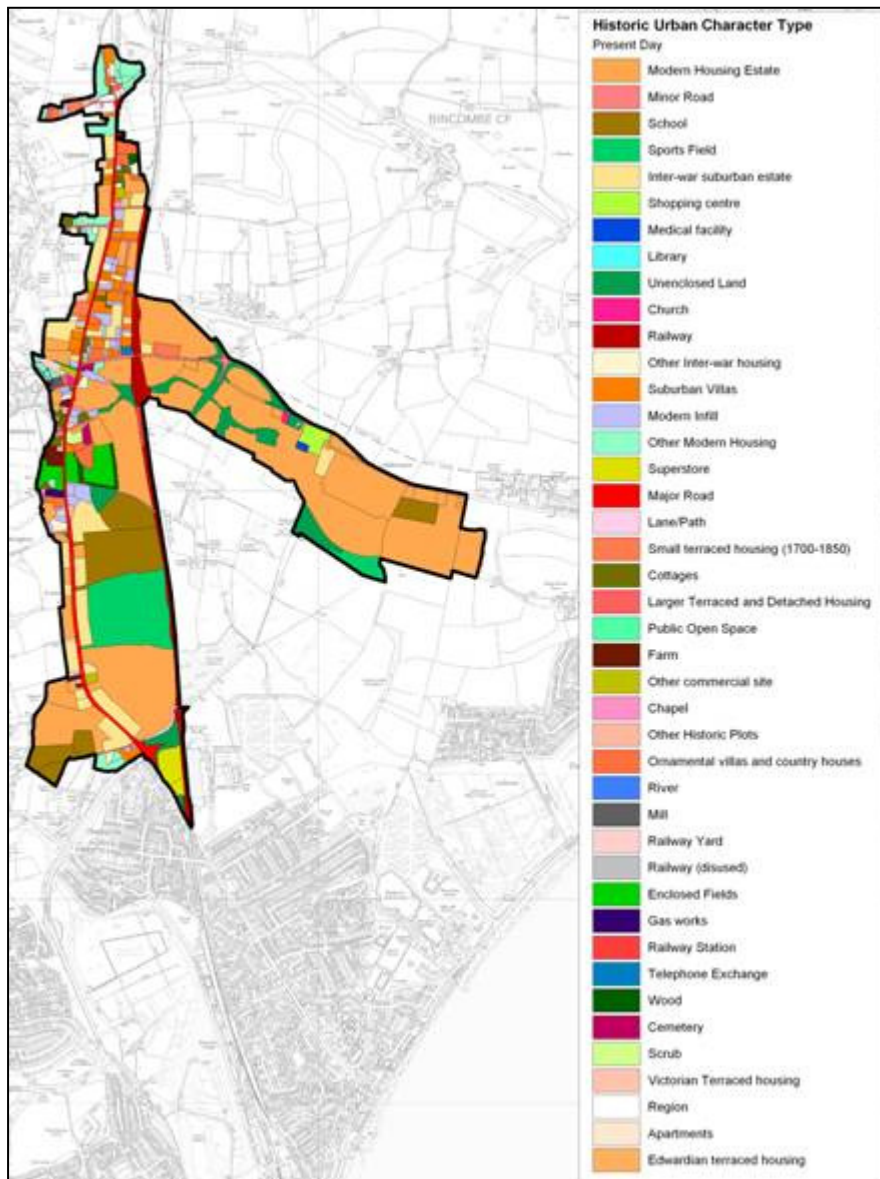 Historic Urban Character Type
Present Day
Modern Housing Estate
Minor Road
School
Sports Field
Inter-war suburban estate
Shopping centre
Medical facility
Library
Unenclosed Land
Church
Railway
Other Inter-war housing
Suburban Villas
Modern Infill
Other Modern Housing
Superstore
Major Road
Lane/Path
Small terraced housing (1700-1850)
Cottages
Larger Terraced and Detached Housing
Public Open Space
Farm
Other commercial site
Chapel
Other Historic Plots
Ornamental villas and country houses
River
Mill
Railway Yard
Railway (disused)
Enclosed Fields
Gas works
Railway Station
Telephone Exchange
Wood
Cemetery
Scrub
Victorian Terraced housing
Region
Apartments
Edwardian terraced housing
BINCOMBE CP